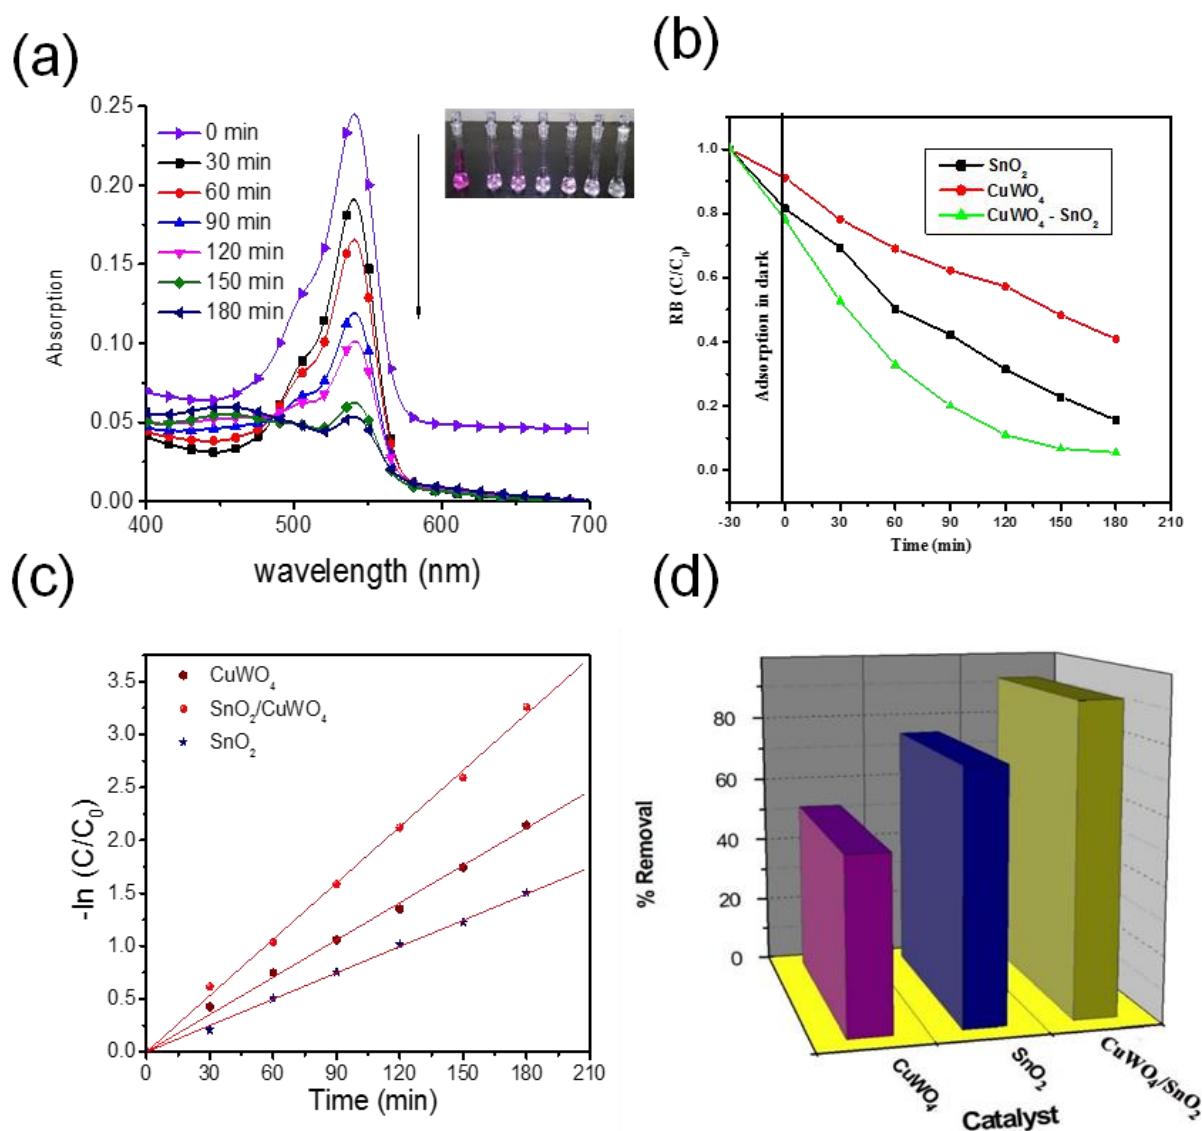 (a)
0.25
0.20
0.15
0.10
0.05
0.00
Absorption
0 min
30 min
60 min
90 min
120 min
150 min
180 min
400
500
600
700
wavelength (nm)
(b)
1.0
0.8
0.6
0.4
0.2
0.0
RB (C/C₀)
Adsorption in dark
SnO₂
CuWO₄
CuWO₄ - SnO₂
-30
0
30
60
90
120
150
180
210
Time (min)
(c)
3.5
3.0
2.5
2.0
1.5
1.0
0.5
0.0
-ln (C/C₀)
CuWO₄
SnO₂/CuWO₄
SnO₂
0
30
60
90
120
150
180
210
Time (min)
(d)
80
60
40
20
0
% Removal
CuWO₄
SnO₂
CuWO₄/SnO₂
Catalyst